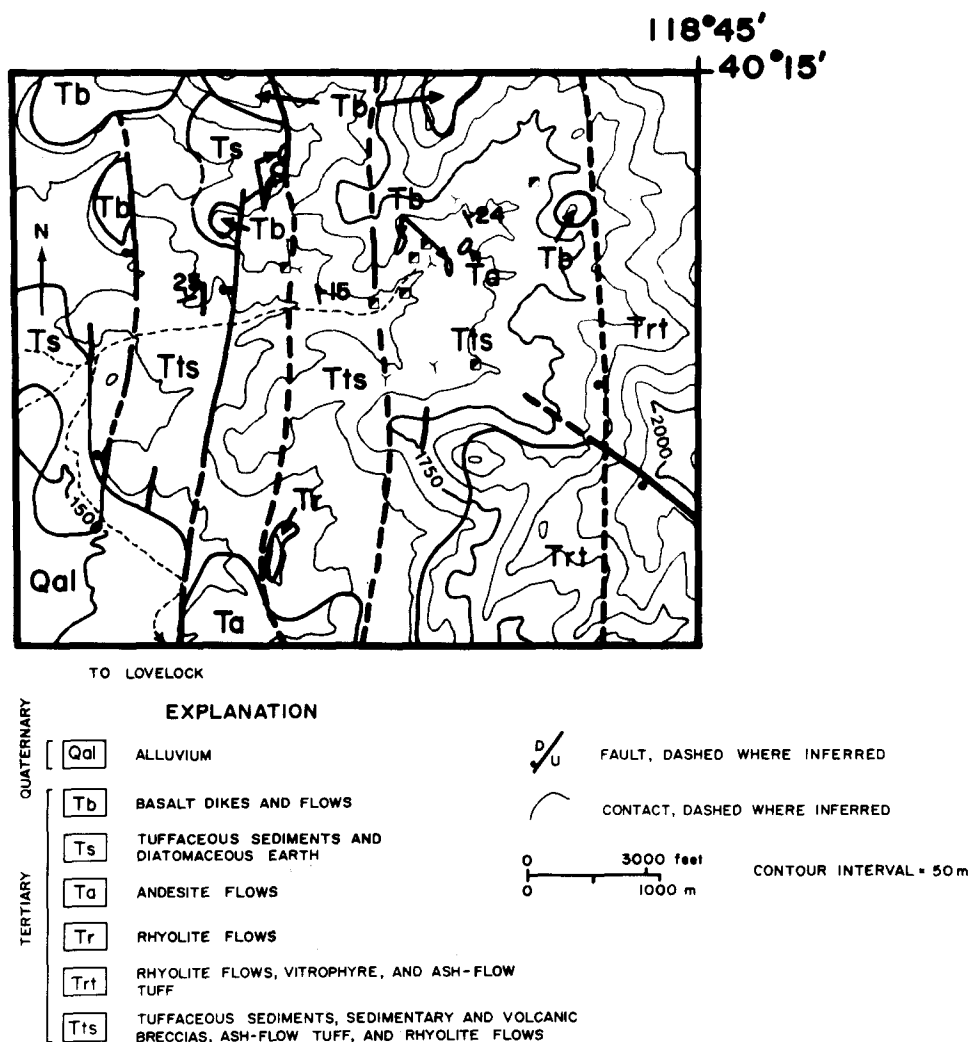 118°45'
40°15'
Tb
Tb
Ts
Tb
Tb
24
N
Tb
Tb
Ta
25
15
Ts
Trt
Tts
Tts
Tts
2000
1750
Tr
1500
Trt
Qal
Ta
TO LOVELOCK
EXPLANATION
QUATERNARY
Qal ALLUVIUM
D/U FAULT, DASHED WHERE INFERRED
TERTIARY
Tb BASALT DIKES AND FLOWS
CONTACT, DASHED WHERE INFERRED
Ts TUFFACEOUS SEDIMENTS AND
DIATOMACEOUS EARTH
0 3000 feet
0 1000 m
CONTOUR INTERVAL = 50 m
Ta ANDESITE FLOWS
Tr RHYOLITE FLOWS
Trt RHYOLITE FLOWS, VITROPHYRE, AND ASH-FLOW
TUFF
Tts TUFFACEOUS SEDIMENTS, SEDIMENTARY AND VOLCANIC
BRECCIAS, ASH-FLOW TUFF, AND RHYOLITE FLOWS